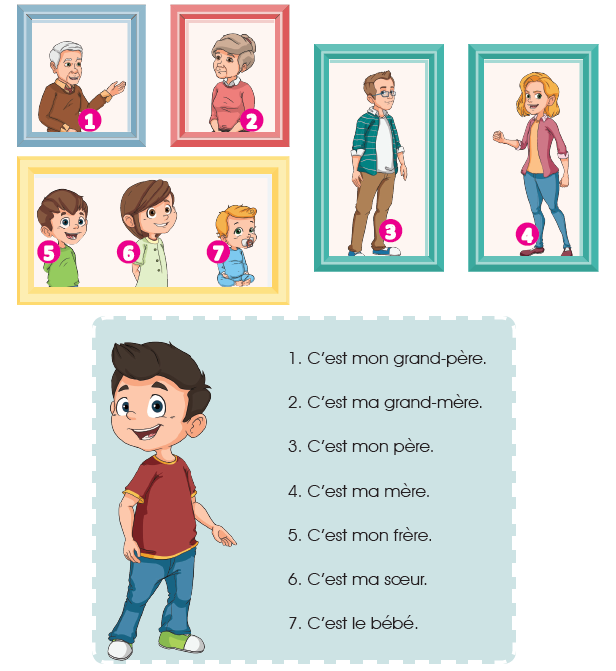 1
2
3
4
5
6
7
1. C'est mon grand-père.
2. C'est ma grand-mère.
3. C'est mon père.
4. C'est ma mère.
5. C'est mon frère.
6. C'est ma sœur.
7. C'est le bébé.